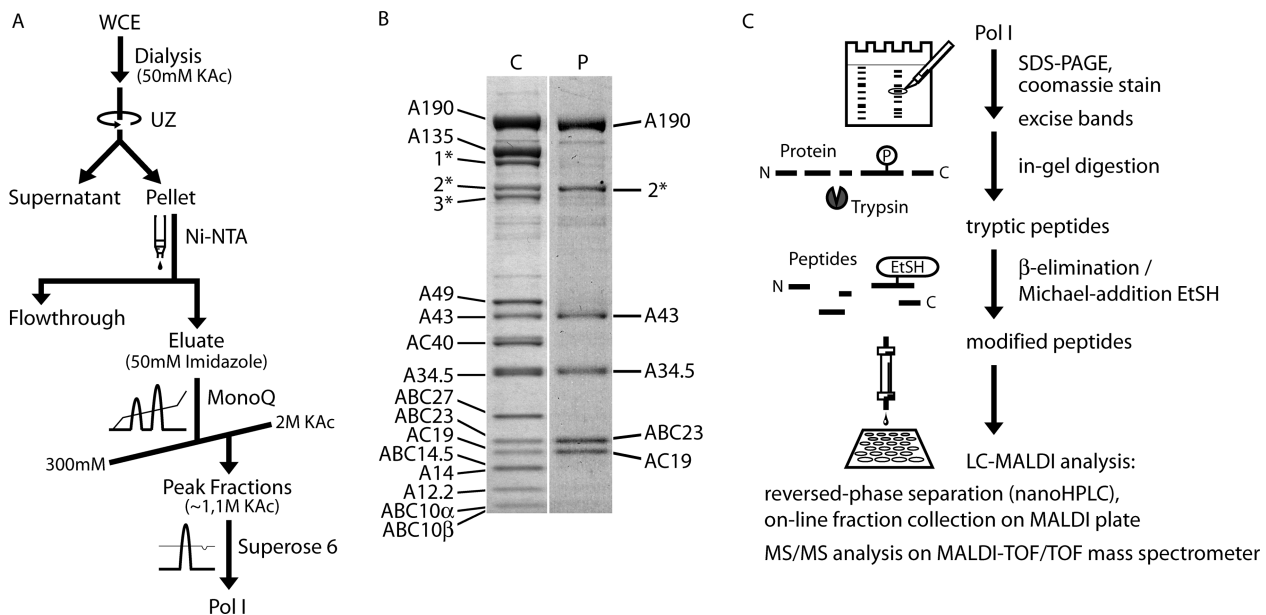 A
WCE
Dialysis
(50mM KAc)
UZ
Supernatant
Pellet
Ni-NTA
Flowthrough
Eluate
(50mM Imidazole)
MonoQ
2M KAc
300mM
Peak Fractions
(~1,1M KAc)
Superose 6
Pol I
B
C
P
A190
A135
1*
2*
3*
A49
A43
AC40
A34.5
ABC27
ABC23
AC19
ABC14.5
A14
A12.2
ABC10α
ABC10β
A190
2*
A43
A34.5
ABC23
AC19
C
Pol I
SDS-PAGE,
coomassie stain
excise bands
Protein
P
N
C
Trypsin
in-gel digestion
tryptic peptides
Peptides
EtSH
N
C
β-elimination /
Michael-addition EtSH
modified peptides
LC-MALDI analysis:
reversed-phase separation (nanoHPLC),
on-line fraction collection on MALDI plate
MS/MS analysis on MALDI-TOF/TOF mass spectrometer